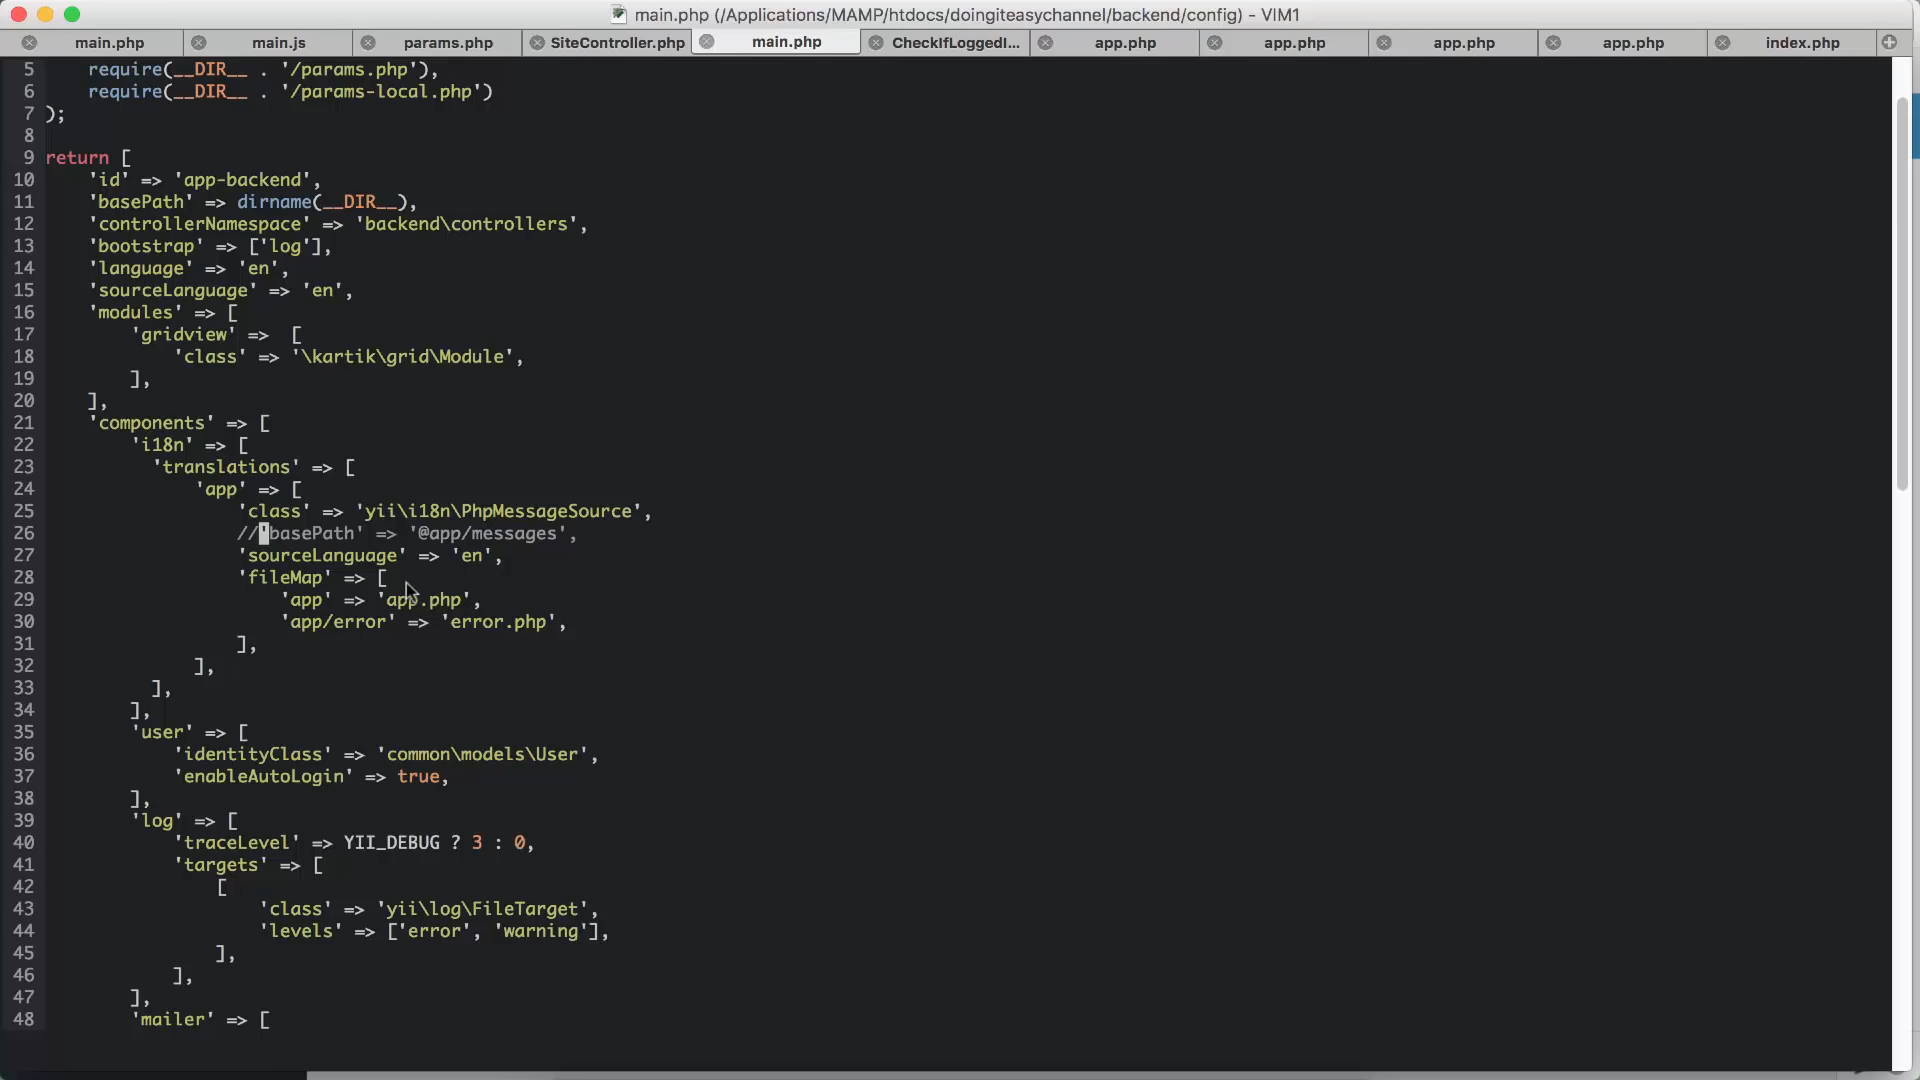 main.php (/Applications/MAMP/htdocs/doingiteasychannel/backend/config) - VIM1
main.php main.js params.php SiteController.php main.php CheckIfLoggedI... app.php app.php app.php app.php index.php
5 require(__DIR__ . '/params.php'),
6 require(__DIR__ . '/params-local.php')
7 );
8
9 return [
10 'id' => 'app-backend',
11 'basePath' => dirname(__DIR__),
12 'controllerNamespace' => 'backend\controllers',
13 'bootstrap' => ['log'],
14 'language' => 'en',
15 'sourceLanguage' => 'en',
16 'modules' => [
17 'gridview' =>  [
18 'class' => '\kartik\grid\Module',
19 ],
20 ],
21 'components' => [
22 'i18n' => [
23 'translations' => [
24 'app' => [
25 'class' => 'yii\i18n\PhpMessageSource',
26 //'basePath' => '@app/messages',
27 'sourceLanguage' => 'en',
28 'fileMap' => [
29 'app' => 'app.php',
30 'app/error' => 'error.php',
31 ],
32 ],
33 ],
34 ],
35 'user' => [
36 'identityClass' => 'common\models\User',
37 'enableAutoLogin' => true,
38 ],
39 'log' => [
40 'traceLevel' => YII_DEBUG ? 3 : 0,
41 'targets' => [
42 [
43 'class' => 'yii\log\FileTarget',
44 'levels' => ['error', 'warning'],
45 ],
46 ],
47 ],
48 'mailer' => [